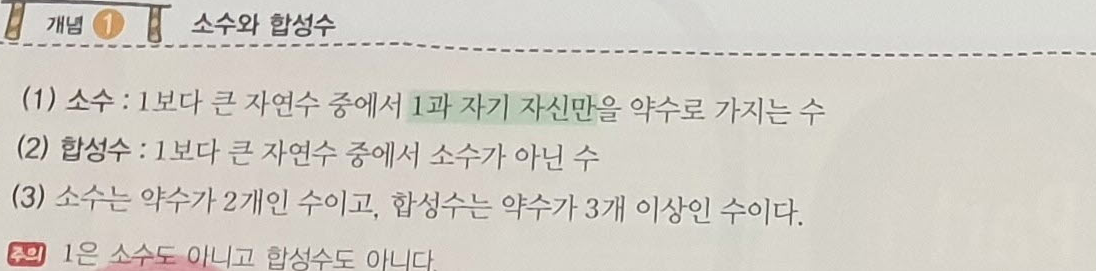 개념 1 소수와 합성수
(1) 소수 : 1보다 큰 자연수 중에서 1과 자기 자신만을 약수로 가지는 수
(2) 합성수 : 1보다 큰 자연수 중에서 소수가 아닌 수
(3) 소수는 약수가 2개인 수이고, 합성수는 약수가 3개 이상인 수이다.
주의 1은 소수도 아니고 합성수도 아니다.